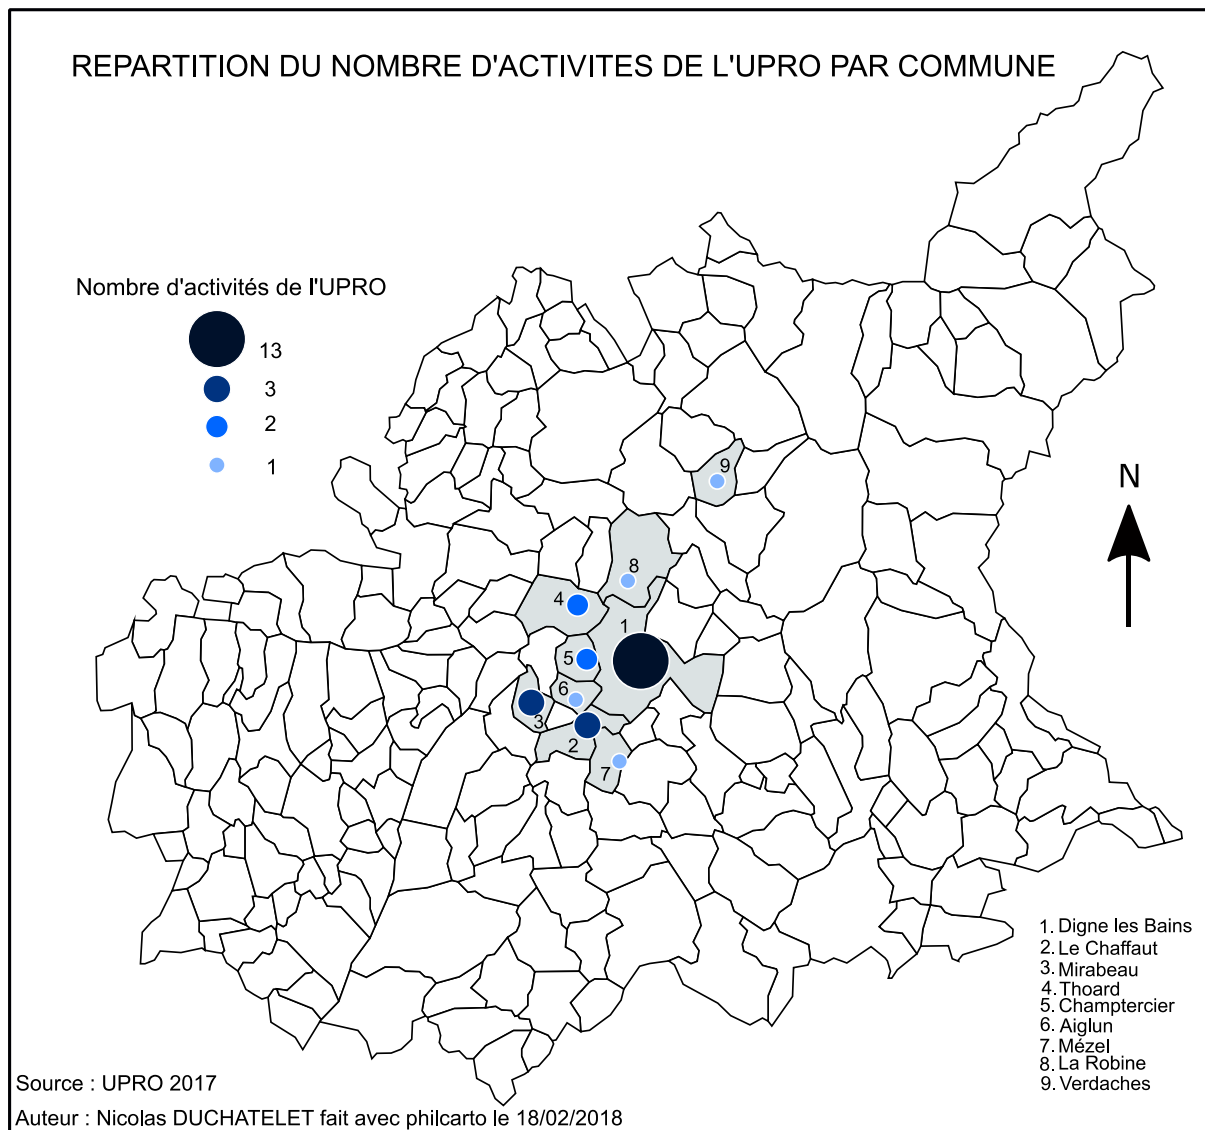 REPARTITION DU NOMBRE D'ACTIVITES DE L'UPRO PAR COMMUNE
Nombre d'activités de l'UPRO
13
3
2
1
N
9
8
4
1
5
6
3
2
7
1. Digne les Bains
2. Le Chaffaut
3. Mirabeau
4. Thoard
5. Champtercier
6. Aiglun
7. Mézel
8. La Robine
9. Verdaches
Source : UPRO 2017
Auteur : Nicolas DUCHATELET fait avec philcarto le 18/02/2018